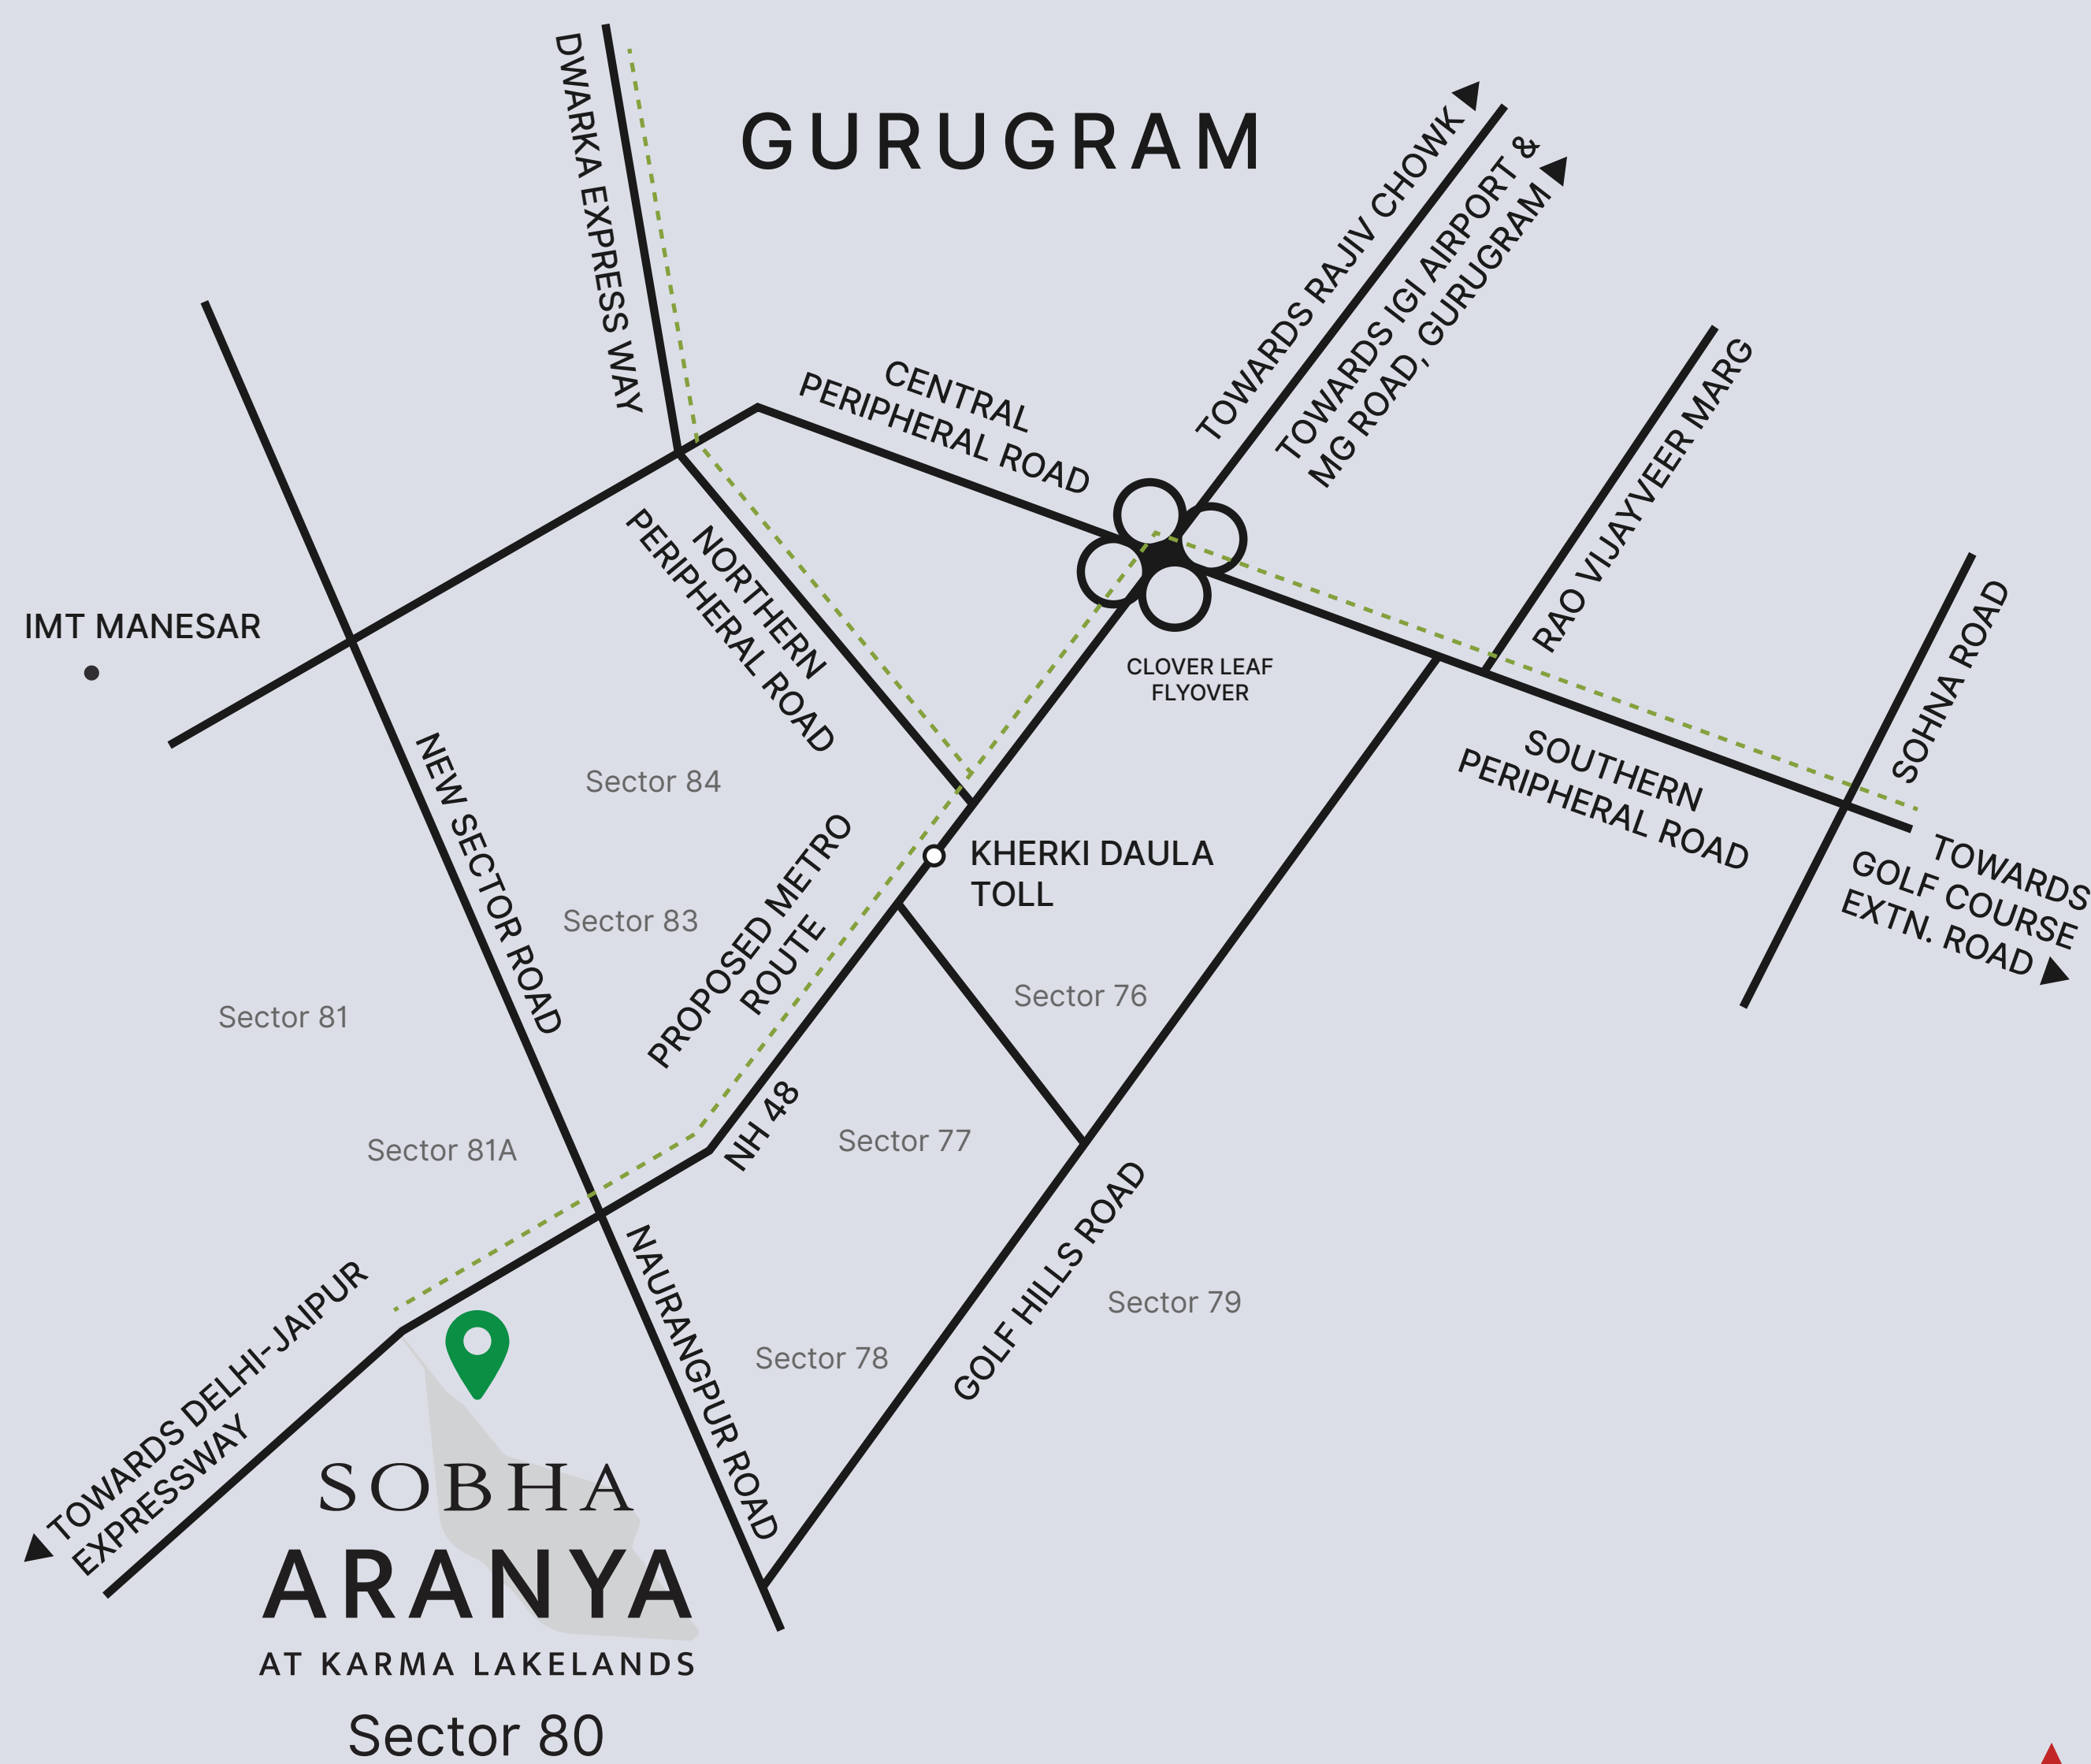 DWARKA EXPRESS WAY
GURUGRAM
TOWARDS RAJIV CHOWK
TOWARDS IGI AIRPORT &
MG ROAD, GURUGRAM
CENTRAL
PERIPHERAL ROAD
RAO VIJAYVEER MARG
NORTHERN
PERIPHERAL ROAD
IMT MANESAR
CLOVER LEAF
FLYOVER
SOHNA ROAD
SOUTHERN
PERIPHERAL ROAD
TOWARDS
GOLF COURSE
EXTN. ROAD
NEW SECTOR ROAD
Sector 84
KHERKI DAULA
TOLL
PROPOSED METRO
ROUTE
Sector 83
Sector 76
Sector 81
NH 48
Sector 77
Sector 81A
GOLF HILLS ROAD
NAURANGPUR ROAD
Sector 79
Sector 78
TOWARDS DELHI-JAIPUR
EXPRESSWAY
SOBHA
ARANYA
AT KARMA LAKELANDS
Sector 80